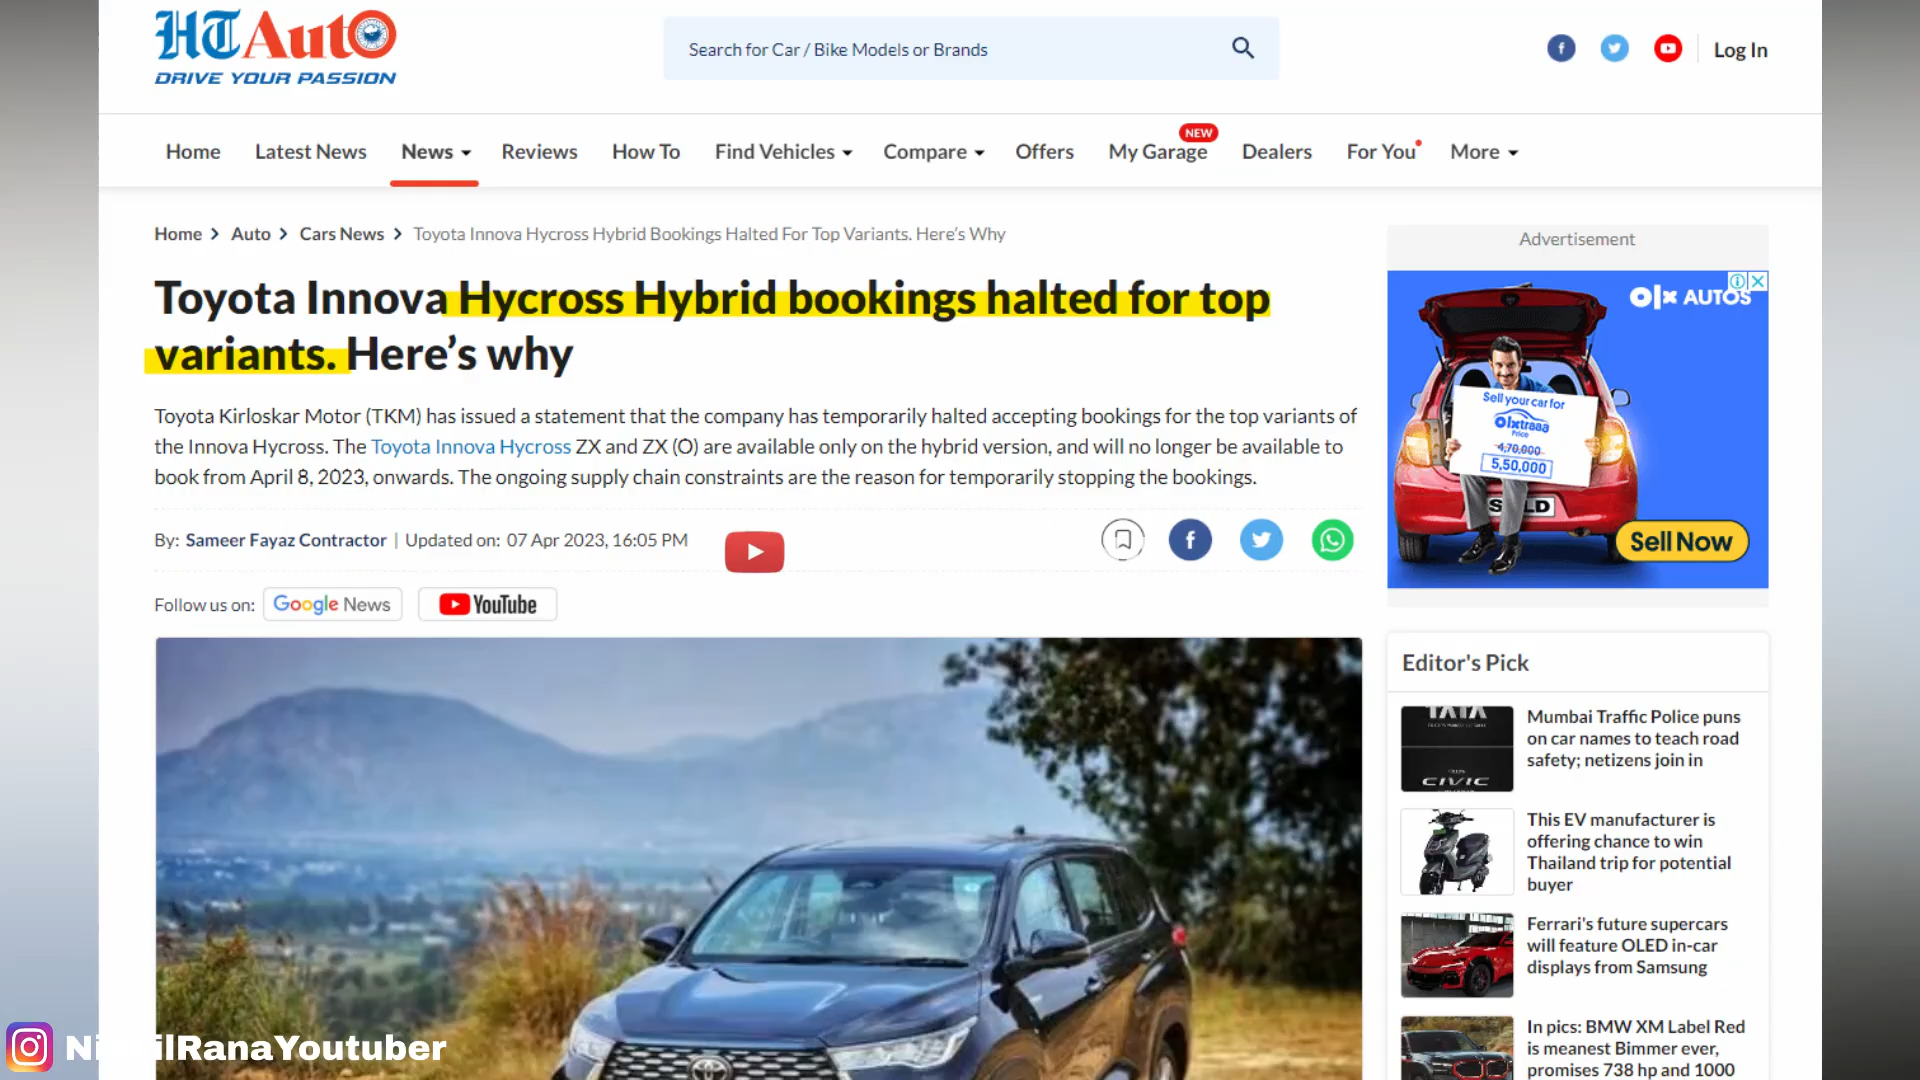 HT Auto
DRIVE YOUR PASSION
Search for Car / Bike Models or Brands
f
Log In
NEW
Home Latest News News Reviews How To Find Vehicles Compare Offers My Garage Dealers For You More
Home > Auto > Cars News > Toyota Innova Hycross Hybrid Bookings Halted For Top Variants. Here's Why
Toyota Innova Hycross Hybrid bookings halted for top
variants. Here's why
Toyota Kirloskar Motor (TKM) has issued a statement that the company has temporarily halted accepting bookings for the top variants of
the Innova Hycross. The Toyota Innova Hycross ZX and ZX (O) are available only on the hybrid version, and will no longer be available to
book from April 8, 2023, onwards. The ongoing supply chain constraints are the reason for temporarily stopping the bookings.
By: Sameer Fayaz Contractor | Updated on: 07 Apr 2023, 16:05 PM
f
Follow us on: Google News YouTube
Advertisement
olx AUTOS
Sell your car for
olxtraaa
Price
4,70,000
5,50,000
SOLD
Sell Now
Editor's Pick
TATA
CIVIC
Mumbai Traffic Police puns
on car names to teach road
safety; netizens join in
This EV manufacturer is
offering chance to win
Thailand trip for potential
buyer
Ferrari's future supercars
will feature OLED in-car
displays from Samsung
In pics: BMW XM Label Red
is meanest Bimmer ever,
promises 738 hp and 1000